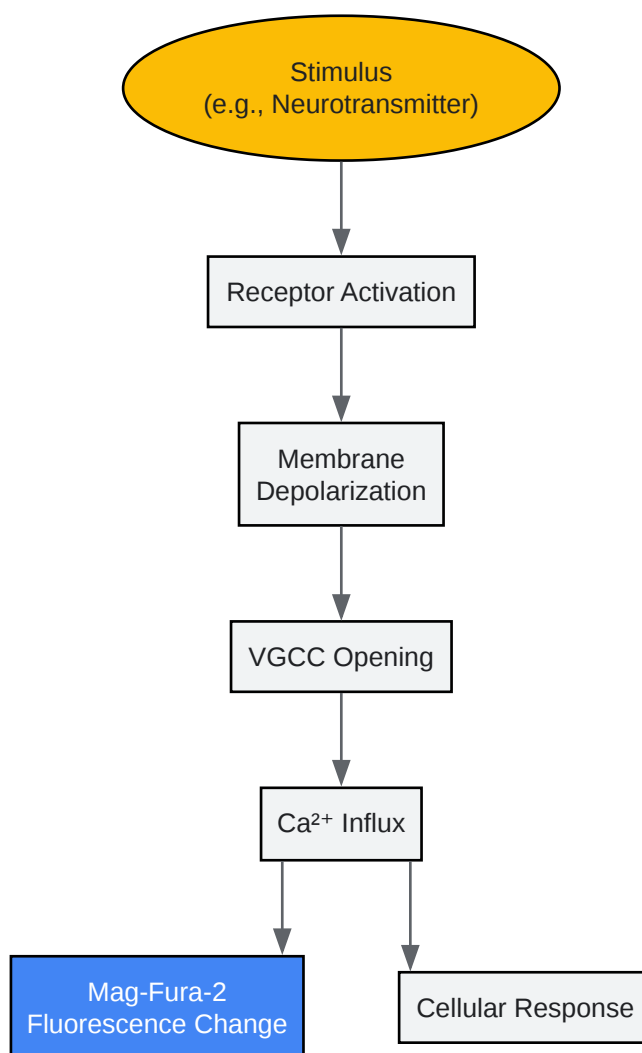 Stimulus
(e.g., Neurotransmitter)
Receptor Activation
Membrane
Depolarization
VGCC Opening
Ca²⁺ Influx
Mag-Fura-2
Fluorescence Change
Cellular Response